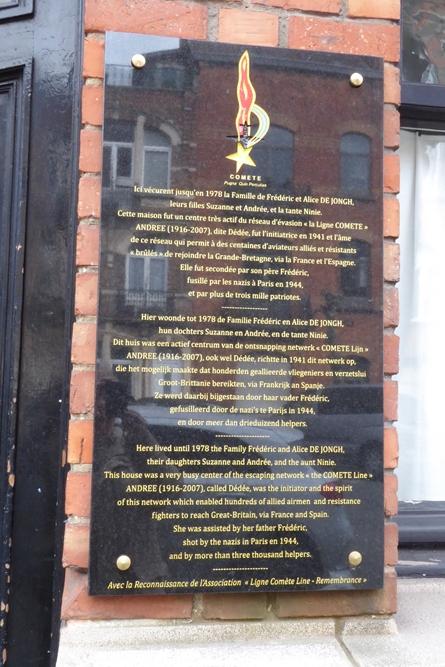 COMETE
Pugna Quin Percutias
Ici vécurent jusqu'en 1978 la Famille de Frédéric et Alice DE JONGH,
leurs filles Suzanne et Andrée, et la tante Ninie.
Cette maison fut un centre très actif du réseau d'évasion « la Ligne COMETE »
ANDREE (1916-2007), dite Dédée, fut l'initiatrice en 1941 et l'âme
de ce réseau qui permit à des centaines d'aviateurs alliés et résistants
« brûlés » de rejoindre la Grande-Bretagne, via la France et l'Espagne.
Elle fut secondée par son père Frédéric,
fusillé par les nazis à Paris en 1944,
et par plus de trois mille patriotes.
--------------------
Hier woonde tot 1978 de Familie Frédéric en Alice DE JONGH,
hun dochters Suzanne en Andrée, en de tante Ninie.
Dit huis was een actief centrum van de ontsnapping netwerk « COMETE Lijn »
ANDREE (1916-2007), ook wel Dédée, richtte in 1941 dit netwerk op,
die het mogelijk maakte dat honderden geallieerde vliegeniers en verzetslui
Groot-Brittanie bereikten, via Frankrijk an Spanje.
Ze werd daarbij bijgestaan door haar vader Frédéric,
gefusilleerd door de nazi's te Parijs in 1944,
en door meer dan drieduizend helpers.
--------------------
Here lived until 1978 the Family Frédéric and Alice DE JONGH,
their daughters Suzanne and Andrée, and the aunt Ninie.
This house was a very busy center of the escaping network « the COMETE Line »
ANDREE (1916-2007), called Dédée, was the initiator and the spirit
of this network which enabled hundreds of allied airmen and resistance
fighters to reach Great-Britain, via France and Spain.
She was assisted by her father Frédéric,
shot by the nazis in Paris in 1944,
and by more than three thousand helpers.
--------------------
Avec la Reconnaissance de l'Association « Ligne Comète Line - Remembrance »